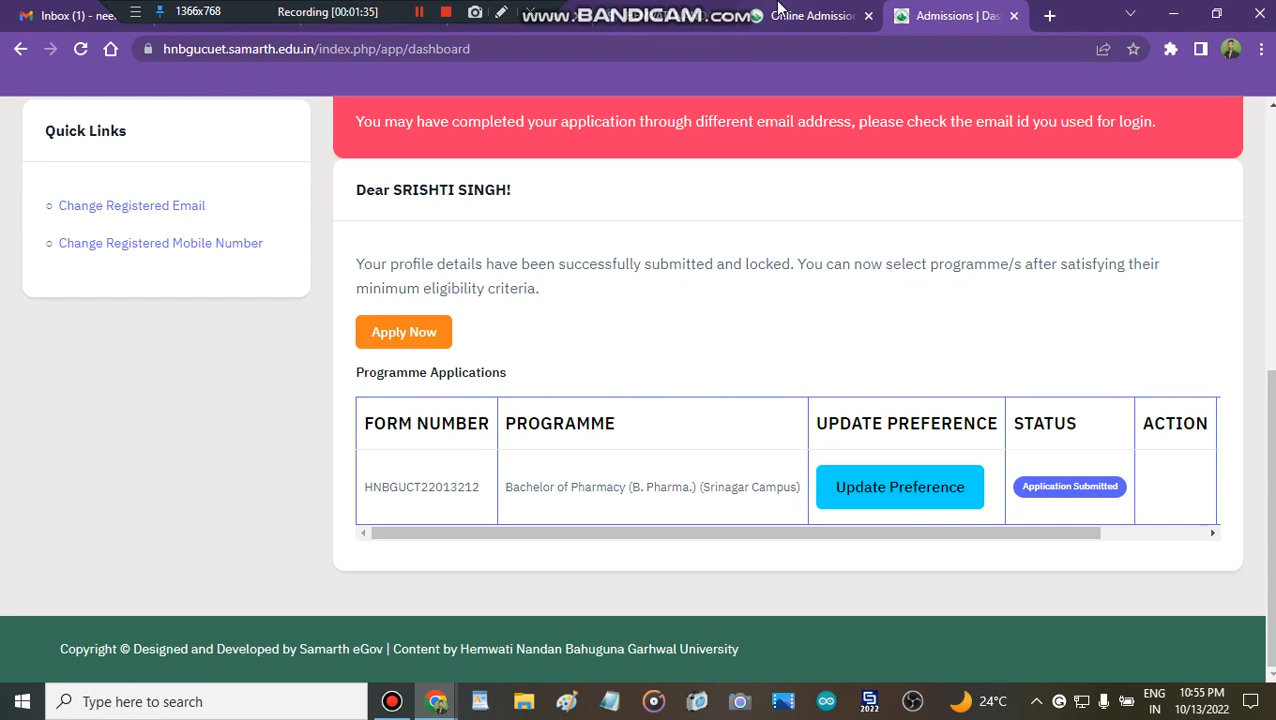 Inbox (1) - nee
1366x768
Recording [00:01:35]
www.BANDICAM.com
Online Admission
Admissions | Das
hnbgucuet.samarth.edu.in/index.php/app/dashboard
Quick Links
Change Registered Email
Change Registered Mobile Number
You may have completed your application through different email address, please check the email id you used for login.
Dear SRISHTI SINGH!
Your profile details have been successfully submitted and locked. You can now select programme/s after satisfying their
minimum eligibility criteria.
Apply Now
Programme Applications
FORM NUMBER PROGRAMME UPDATE PREFERENCE STATUS ACTION
HNBGUCT22013212 Bachelor of Pharmacy (B. Pharma.) (Srinagar Campus) Update Preference Application Submitted
Copyright © Designed and Developed by Samarth eGov | Content by Hemwati Nandan Bahuguna Garhwal University
Type here to search
2022
24°C
ENG
IN
10:55 PM
10/13/2022